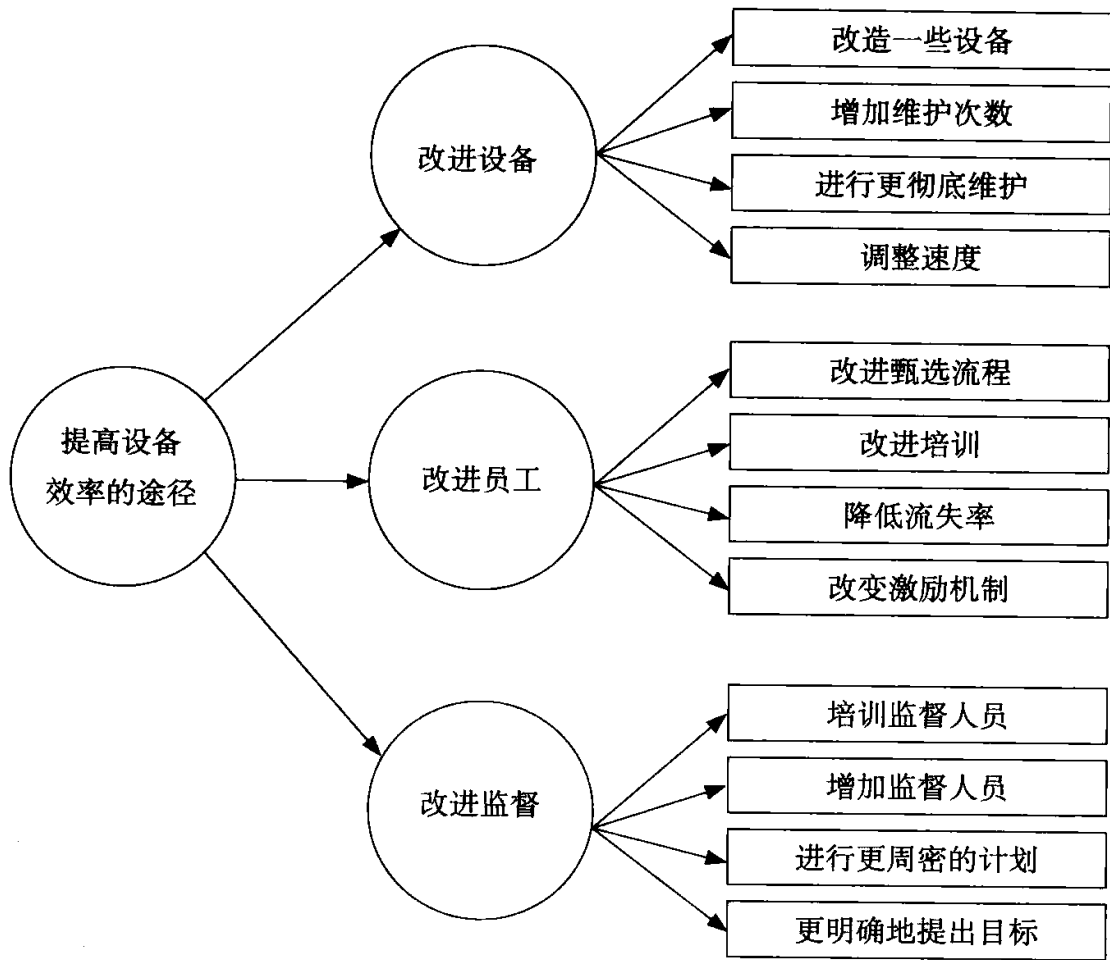 提高设备
效率的途径
改进设备
改造一些设备
增加维护次数
进行更彻底维护
调整速度
改进员工
改进甄选流程
改进培训
降低流失率
改变激励机制
改进监督
培训监督人员
增加监督人员
进行更周密的计划
更明确地提出目标